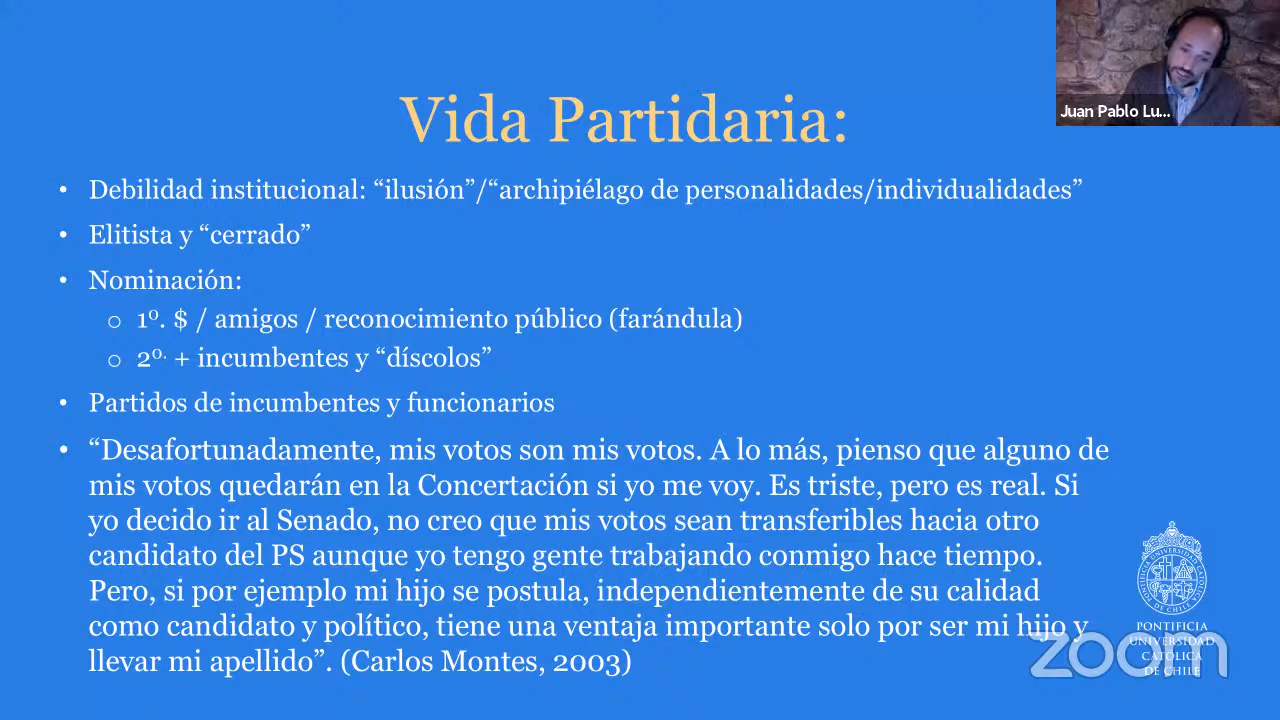 Juan Pablo Lu...
Vida Partidaria:
• Debilidad institucional: “ilusión”/“archipiélago de personalidades/individualidades”
• Elitista y “cerrado”
• Nominación:
o 1º. $ / amigos / reconocimiento público (farándula)
o 2º. + incumbentes y “díscolos”
• Partidos de incumbentes y funcionarios
• “Desafortunadamente, mis votos son mis votos. A lo más, pienso que alguno de
mis votos quedarán en la Concertación si yo me voy. Es triste, pero es real. Si
yo decido ir al Senado, no creo que mis votos sean transferibles hacia otro
candidato del PS aunque yo tengo gente trabajando conmigo hace tiempo.
Pero, si por ejemplo mi hijo se postula, independientemente de su calidad
como candidato y político, tiene una ventaja importante solo por ser mi hijo y
llevar mi apellido”. (Carlos Montes, 2003)
PONTIFICIA
UNIVERSIDAD
CATÓLICA
DE CHILE
zoom